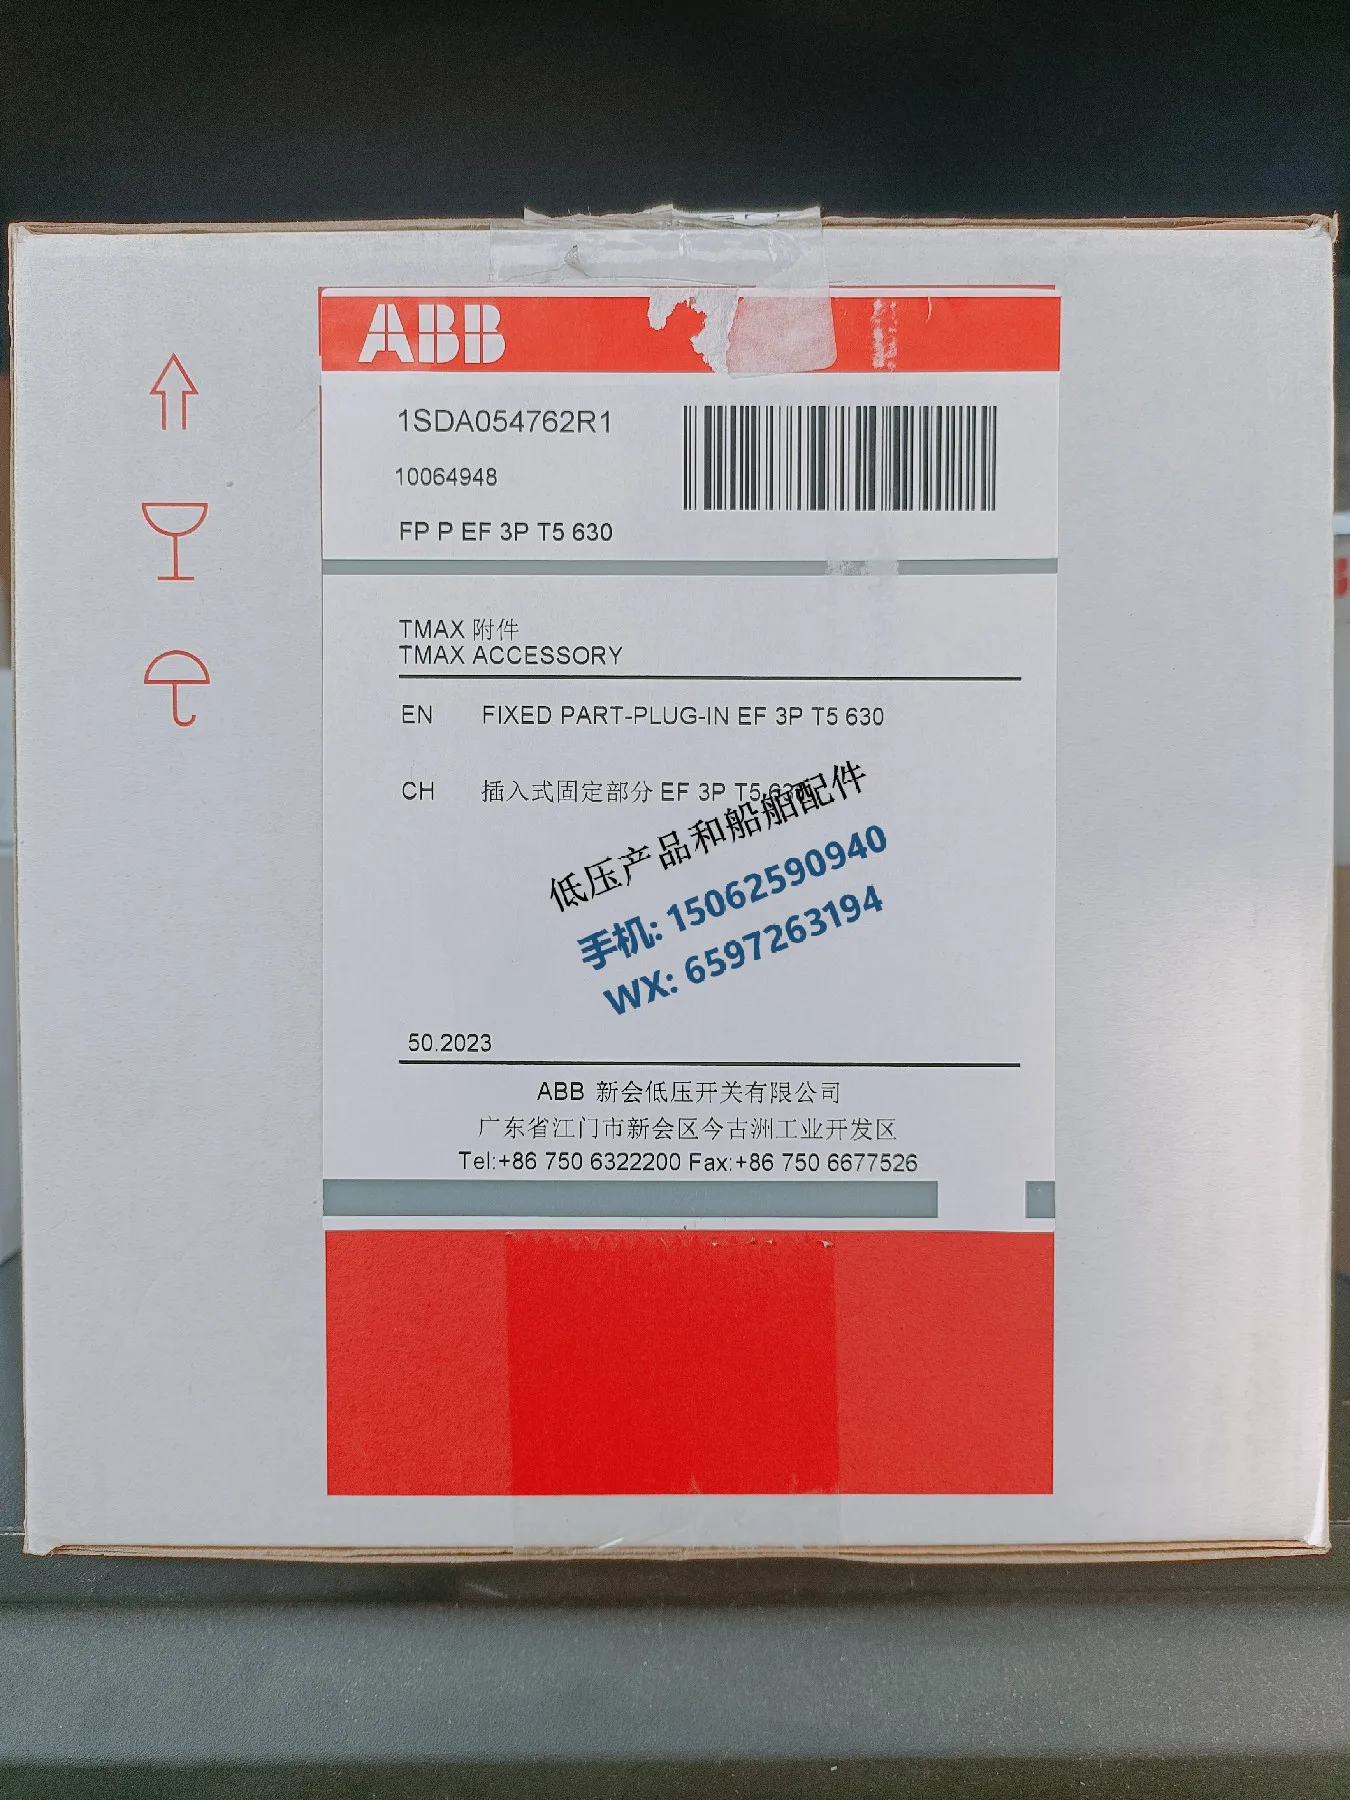 ABB
1SDA054762R1
10064948
FP P EF 3P T5 630
TMAX 附件
TMAX ACCESSORY
EN FIXED PART-PLUG-IN EF 3P T5 630
CH 插入式固定部分 EF 3P T5 630
低压产品和船舶配件
手机: 15062590940
WX: 6597263194
50.2023
ABB 新会低压开关有限公司
广东省江门市新会区今古洲工业开发区
Tel:+86 750 6322200 Fax:+86 750 6677526